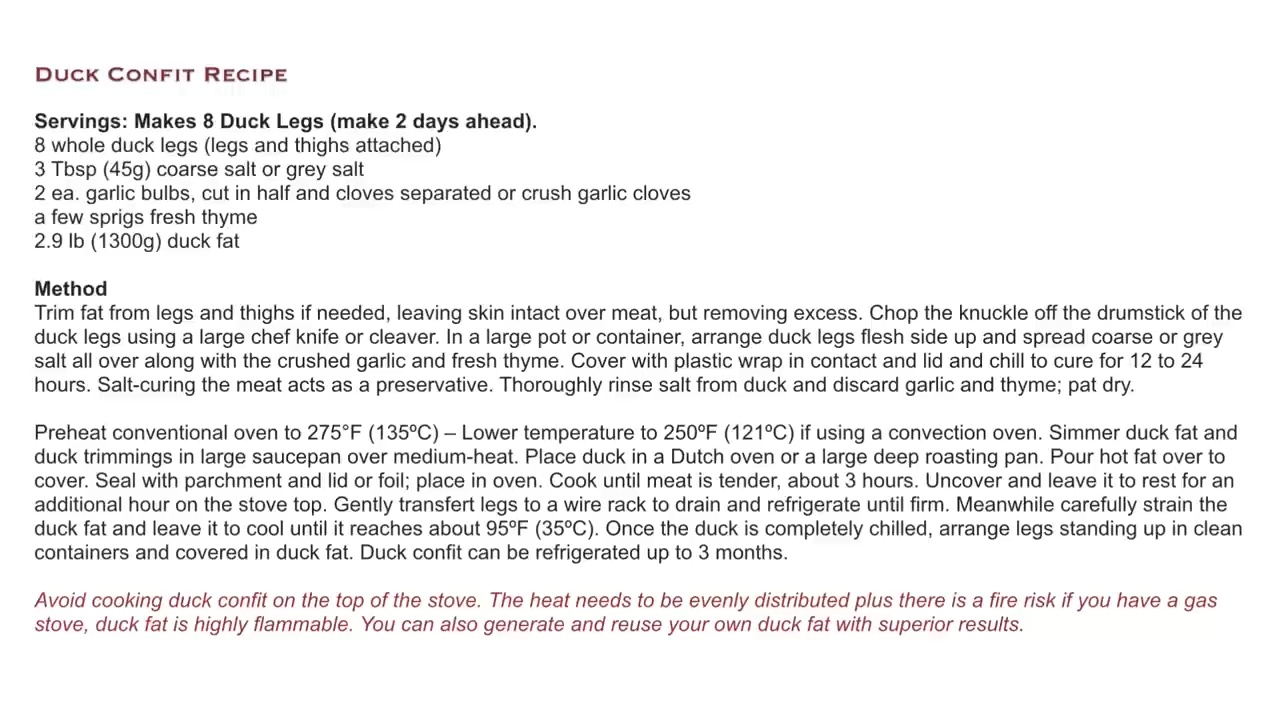 Duck Confit Recipe
Servings: Makes 8 Duck Legs (make 2 days ahead).
8 whole duck legs (legs and thighs attached)
3 Tbsp (45g) coarse salt or grey salt
2 ea. garlic bulbs, cut in half and cloves separated or crush garlic cloves
a few sprigs fresh thyme
2.9 lb (1300g) duck fat
Method
Trim fat from legs and thighs if needed, leaving skin intact over meat, but removing excess. Chop the knuckle off the drumstick of the
duck legs using a large chef knife or cleaver. In a large pot or container, arrange duck legs flesh side up and spread coarse or grey
salt all over along with the crushed garlic and fresh thyme. Cover with plastic wrap in contact and lid and chill to cure for 12 to 24
hours. Salt-curing the meat acts as a preservative. Thoroughly rinse salt from duck and discard garlic and thyme; pat dry.
Preheat conventional oven to 275°F (135ºC) – Lower temperature to 250ºF (121ºC) if using a convection oven. Simmer duck fat and
duck trimmings in large saucepan over medium-heat. Place duck in a Dutch oven or a large deep roasting pan. Pour hot fat over to
cover. Seal with parchment and lid or foil; place in oven. Cook until meat is tender, about 3 hours. Uncover and leave it to rest for an
additional hour on the stove top. Gently transfert legs to a wire rack to drain and refrigerate until firm. Meanwhile carefully strain the
duck fat and leave it to cool until it reaches about 95ºF (35ºC). Once the duck is completely chilled, arrange legs standing up in clean
containers and covered in duck fat. Duck confit can be refrigerated up to 3 months.
Avoid cooking duck confit on the top of the stove. The heat needs to be evenly distributed plus there is a fire risk if you have a gas
stove, duck fat is highly flammable. You can also generate and reuse your own duck fat with superior results.